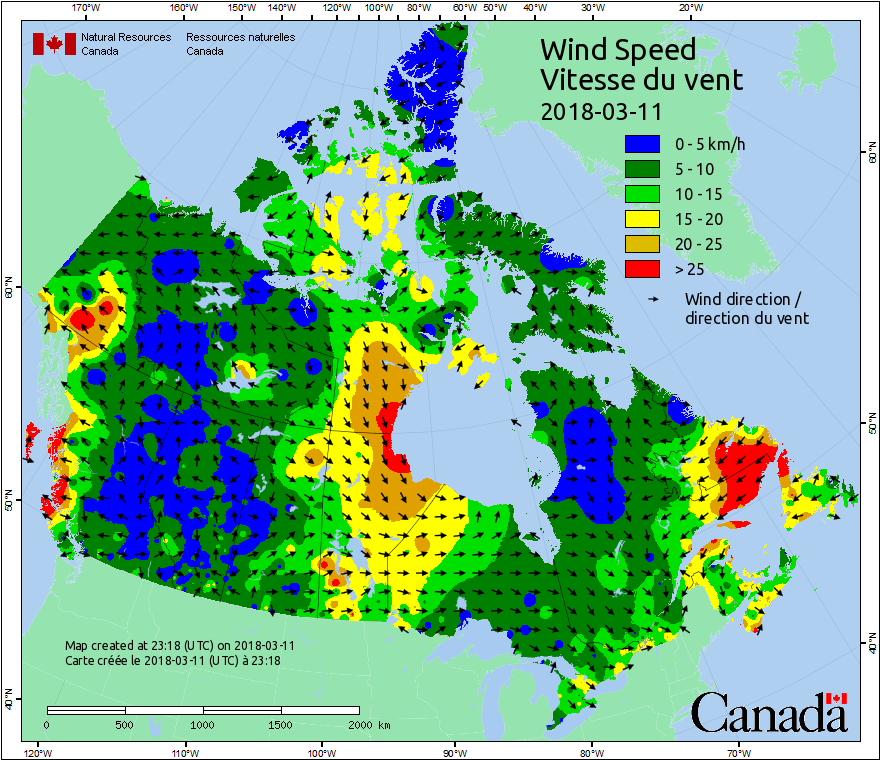 170°W 160°W 150°W 140°W 130°W 120°W 110°W 100°W 90°W 80°W 60°W 50°W 40°W 30°W 20°W
Natural Resources Ressources naturelles
Canada Canada
Wind Speed
Vitesse du vent
2018-03-11
0 - 5 km/h
5 - 10
10 - 15
15 - 20
20 - 25
> 25
Wind direction /
direction du vent
60°N
60°N
50°N
50°N
40°N
40°N
Map created at 23:18 (UTC) on 2018-03-11
Carte créée le 2018-03-11 (UTC) à 23:18
0 500 1000 1500 2000 km
Canada
120°W 110°W 100°W 90°W 80°W 70°W